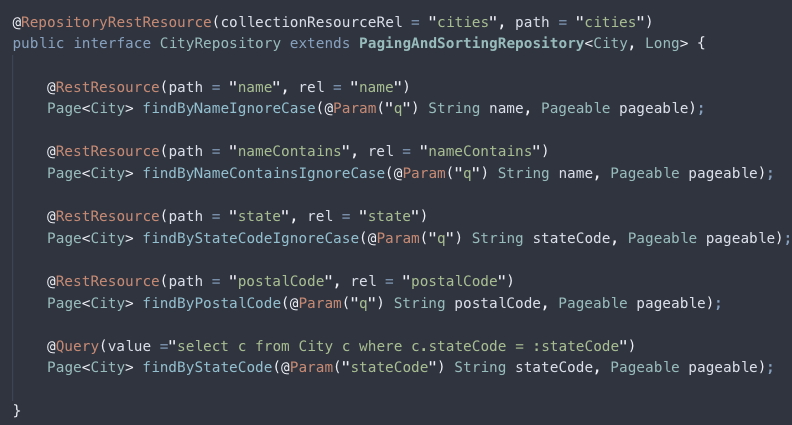 @RepositoryRestResource(collectionResourceRel = "cities", path = "cities")
public interface CityRepository extends PagingAndSortingRepository<City, Long> {
@RestResource(path = "name", rel = "name")
Page<City> findByNameIgnoreCase(@Param("q") String name, Pageable pageable);
@RestResource(path = "nameContains", rel = "nameContains")
Page<City> findByNameContainsIgnoreCase(@Param("q") String name, Pageable pageable);
@RestResource(path = "state", rel = "state")
Page<City> findByStateCodeIgnoreCase(@Param("q") String stateCode, Pageable pageable);
@RestResource(path = "postalCode", rel = "postalCode")
Page<City> findByPostalCode(@Param("q") String postalCode, Pageable pageable);
@Query(value ="select c from City c where c.stateCode = :stateCode")
Page<City> findByStateCode(@Param("stateCode") String stateCode, Pageable pageable);
}